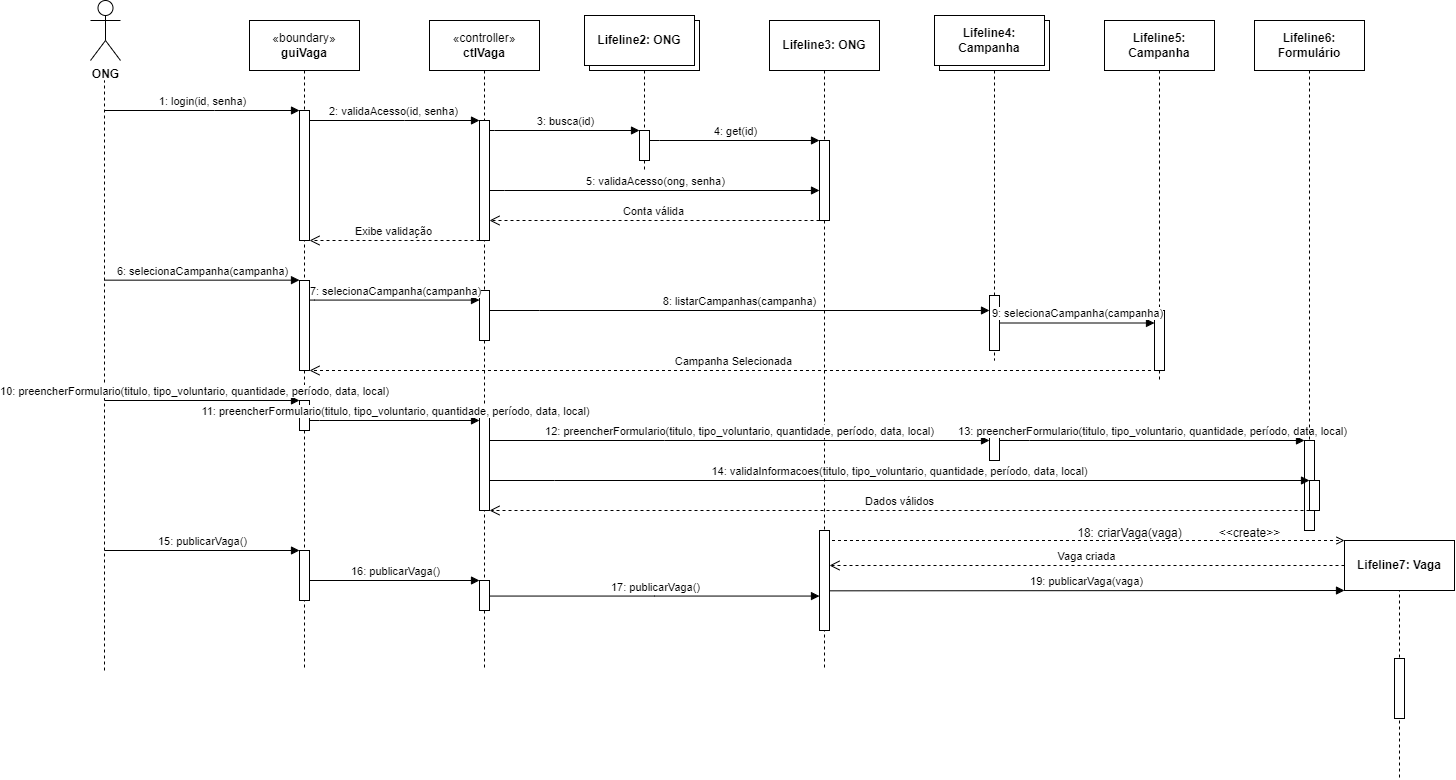 ONG
«boundary»
guiVaga
«controller»
ctlVaga
Lifeline2: ONG
Lifeline3: ONG
Lifeline4:
Campanha
Lifeline5:
Campanha
Lifeline6:
Formulário
1: login(id, senha)
2: validaAcesso(id, senha)
3: busca(id)
4: get(id)
5: validaAcesso(ong, senha)
Conta válida
Exibe validação
6: selecionaCampanha(campanha)
7: selecionaCampanha(campanha)
8: listarCampanhas(campanha)
9: selecionaCampanha(campanha)
Campanha Selecionada
10: preencherFormulario(titulo, tipo_voluntario, quantidade, período, data, local)
11: preencherFormulario(titulo, tipo_voluntario, quantidade, período, data, local)
12: preencherFormulario(titulo, tipo_voluntario, quantidade, período, data, local)
13: preencherFormulario(titulo, tipo_voluntario, quantidade, período, data, local)
14: validaInformacoes(titulo, tipo_voluntario, quantidade, período, data, local)
Dados válidos
15: publicarVaga()
18: criarVaga(vaga) <<create>>
Vaga criada
Lifeline7: Vaga
16: publicarVaga()
17: publicarVaga()
19: publicarVaga(vaga)